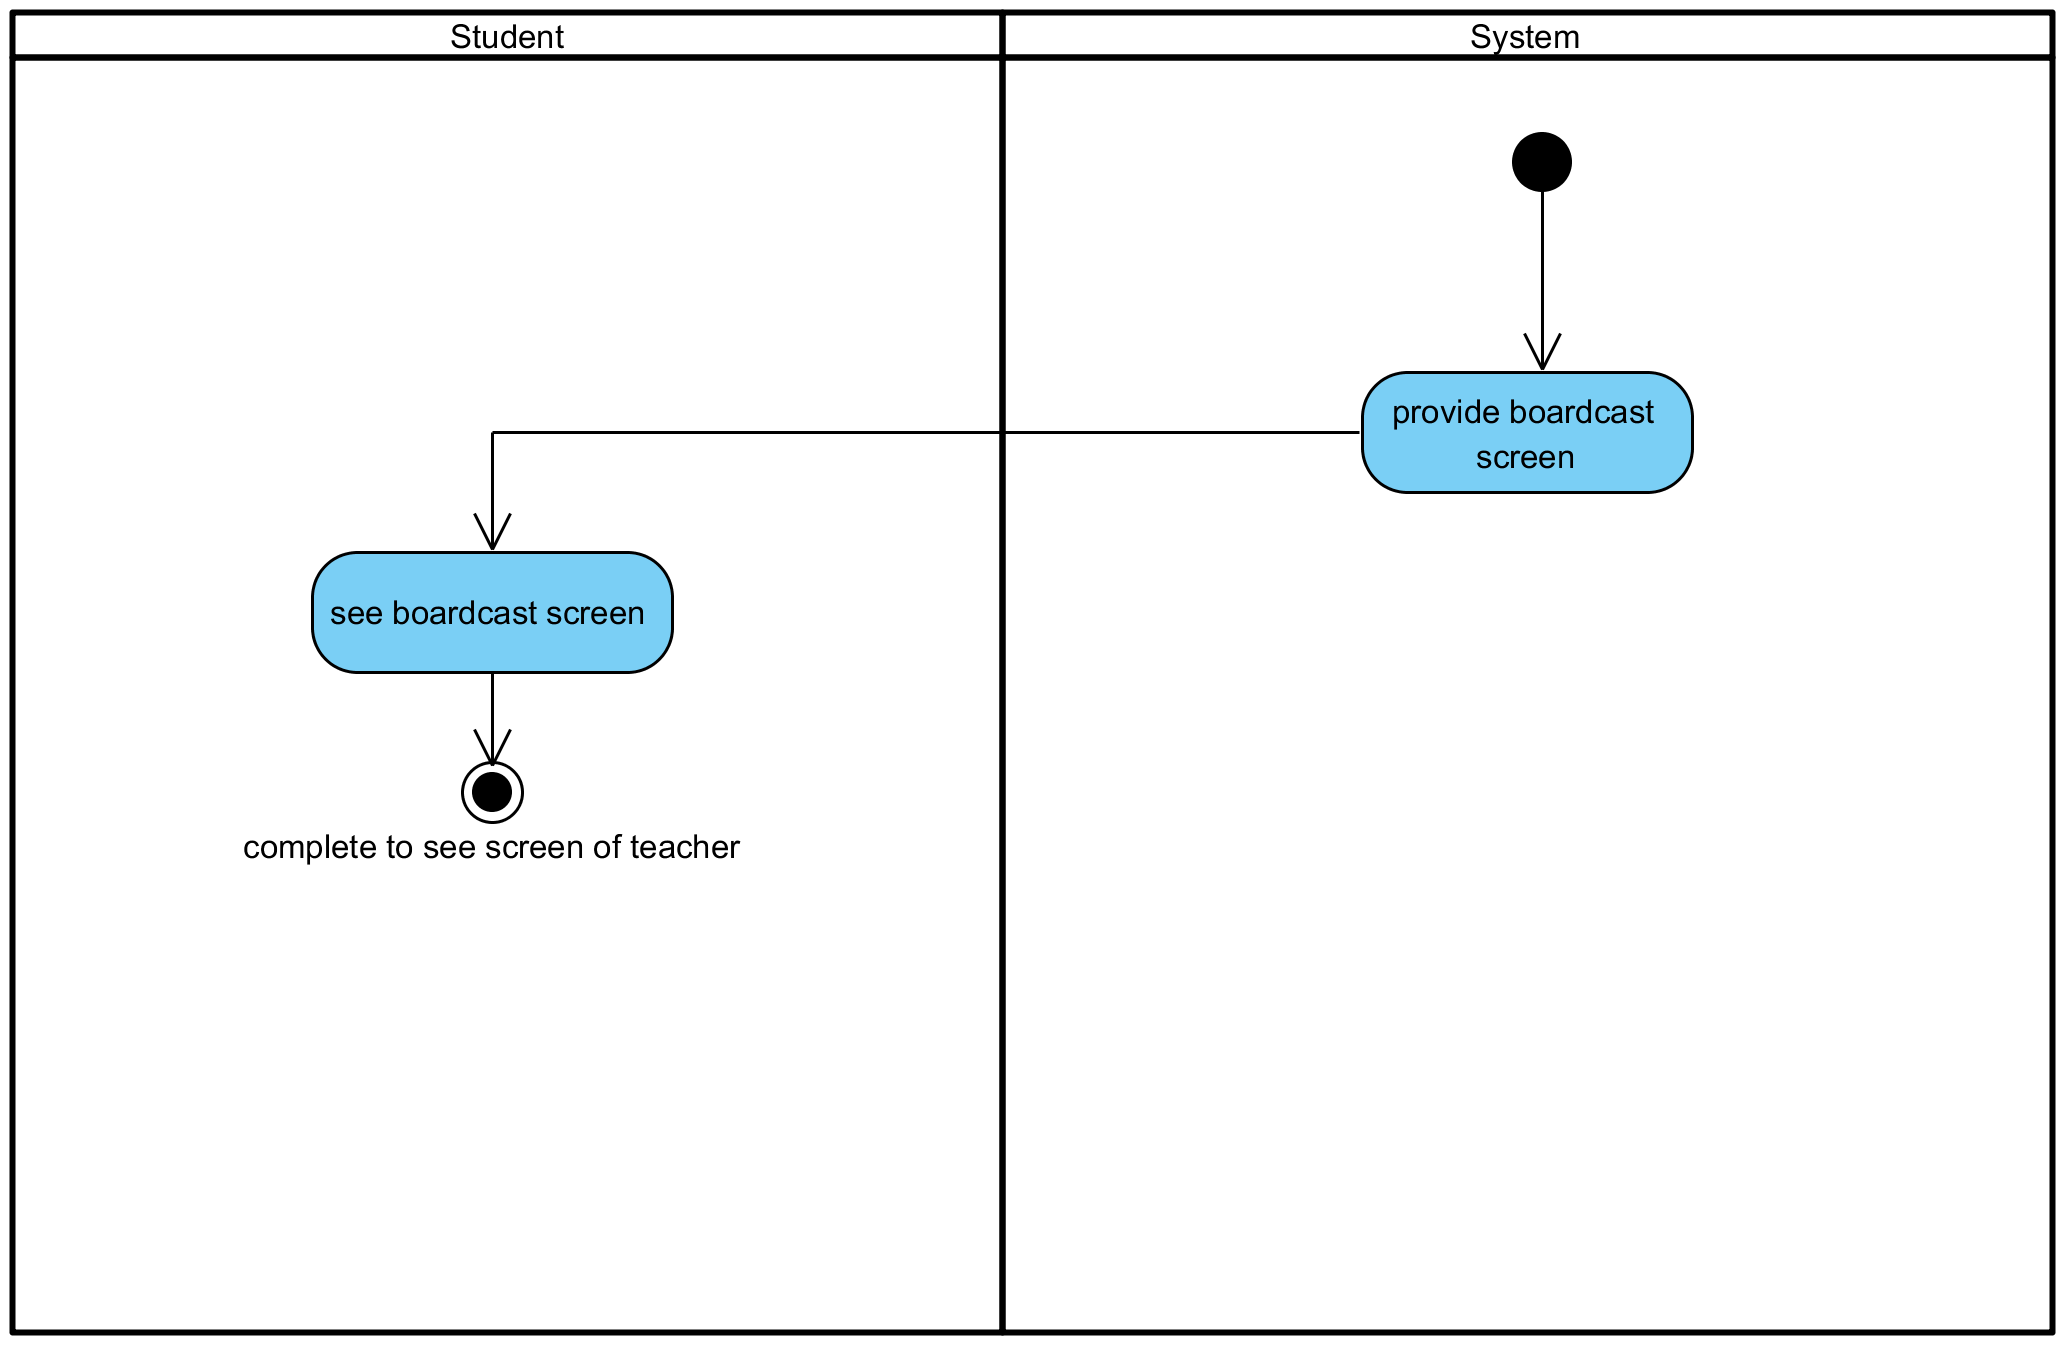 Student
System
provide boardcast
screen
see boardcast screen
complete to see screen of teacher